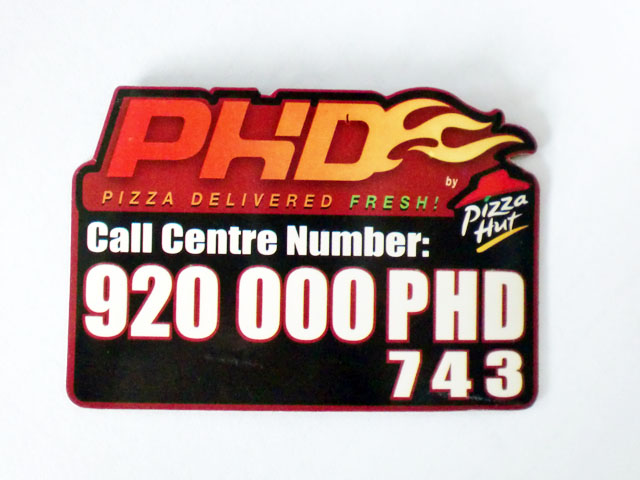 PHD
PIZZA DELIVERED FRESH!
by
Pizza
Hut
Call Centre Number:
920 000 PHD
743